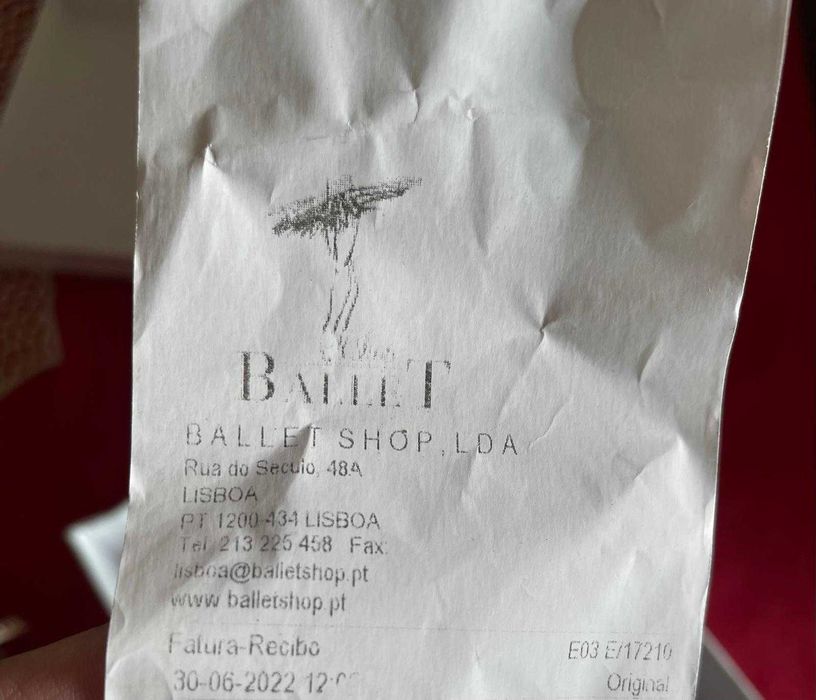 BALLET
BALLET SHOP, LDA
Rua do Seculo, 48A
LISBOA
PT 1200-434 LISBOA
Tel. 213 225 458 Fax:
lisboa@balletshop.pt
www.balletshop.pt
Fatura-Recibo E03 E/17210
30-06-2022 Original